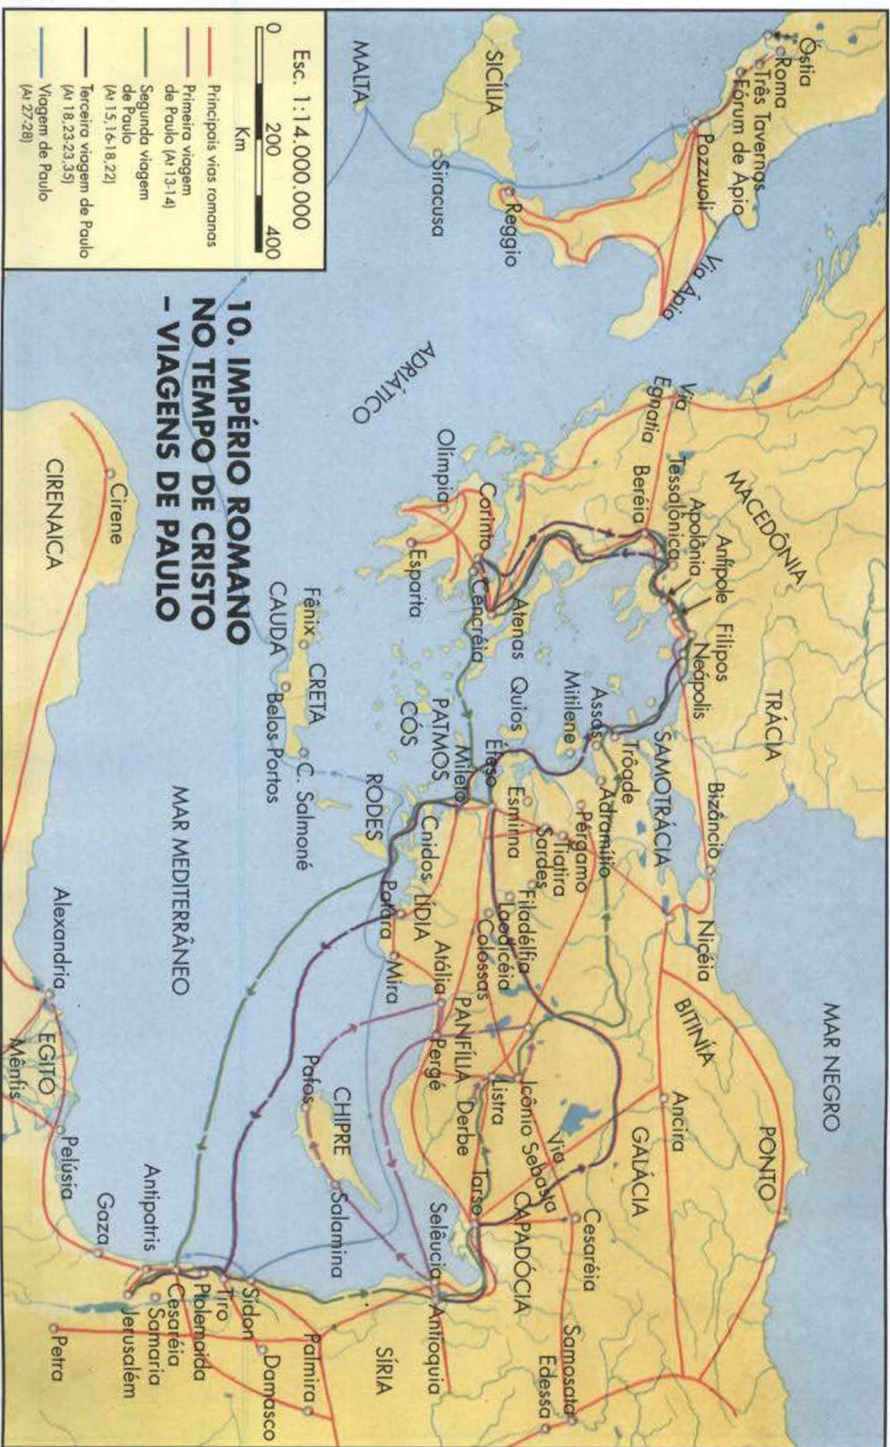 10. IMPÉRIO ROMANO
NO TEMPO DE CRISTO
– VIAGENS DE PAULO
Esc. 1:14.000.000
0 200 400
Km
Principais vias romanas
Primeira viagem
de Paulo (At 13-14)
Segunda viagem
de Paulo
(At 15,16-18,22)
Terceira viagem de Paulo
(At 18,23-23,35)
Viagem de Paulo
(At 27-28)
Óstia
Roma
Três Tavernas
Fórum de Ápio
Pozzuoli
Via Ápia
SICÍLIA
Reggio
Siracusa
MALTA
ADRIÁTICO
Via
Egnatia
MACEDÔNIA
Tessalônica
Apolônia
Anfípole
Filipos
Neápolis
Beréia
TRÁCIA
Bizâncio
SAMOTRÁCIA
Nicéia
MAR NEGRO
BITINÍA
PONTO
Ancira
GALÁCIA
Trôade
Assôs
Adramítio
Mitilene
Pérgamo
Tiatira
Sardes
Esmirna
Quios
Éfeso
Filadélfia
Laodicéia
Colossas
Mileto
PATMOS
CÓS
Cnidos
LÍDIA
RODES
Patara
Mira
Atália
PANFÍLIA
Pergé
Icônio
Listra
Derbe
Via
Sebasta
CAPADÓCIA
Cesaréia
Tarso
Samosata
Edessa
Olímpia
Corinto
Esparta
Cencréia
Atenas
Fênix
CRETA
C. Salmoné
CAUDA
Belos Portos
Cirene
CIRENAICA
MAR MEDITERRÂNEO
CHIPRE
Pafos
Salamina
Selêucia
Antioquia
SÍRIA
Palmira
Damasco
Sidon
Tiro
Ptolemaida
Cesaréia
Samaria
Jerusalém
Antipatris
Gaza
Petra
Pelúsia
Alexandria
EGITO
Mênfis